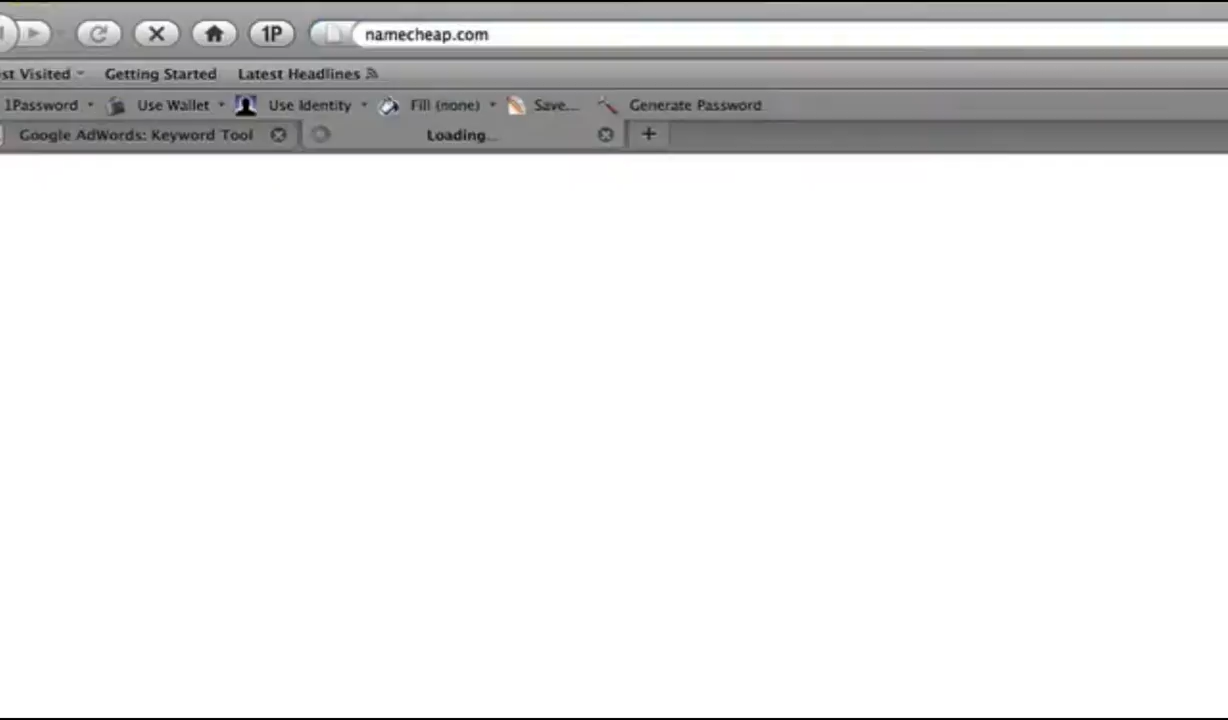 1P namecheap.com
st Visited Getting Started Latest Headlines
1Password Use Wallet Use Identity Fill (none) Save... Generate Password
Google AdWords: Keyword Tool Loading... +